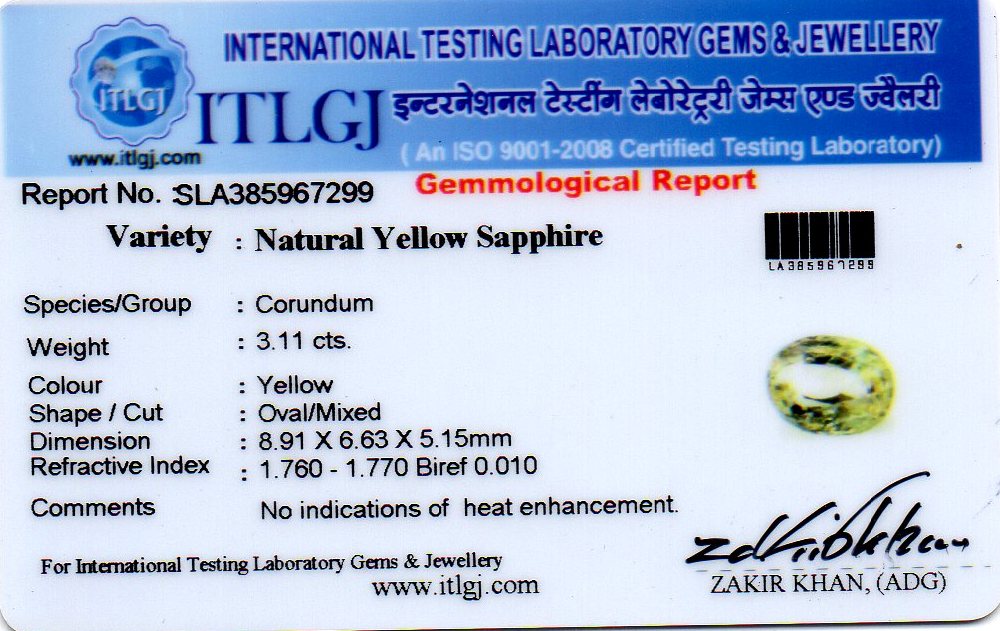 INTERNATIONAL TESTING LABORATORY GEMS & JEWELLERY
ITLGJ
ITLGJ
इन्टरनेशनल टेस्टींग लेबोरेट्ररी जेम्स एण्ड ज्वैलरी
www.itlgj.com
( An ISO 9001-2008 Certified Testing Laboratory)
Report No. :SLA385967299
Gemmological Report
Variety : Natural Yellow Sapphire
LA385967299
Species/Group : Corundum
Weight : 3.11 cts.
Colour : Yellow
Shape / Cut : Oval/Mixed
Dimension : 8.91 X 6.63 X 5.15mm
Refractive Index : 1.760 - 1.770 Biref 0.010
Comments No indications of heat enhancement.
For International Testing Laboratory Gems & Jewellery
www.itlgj.com
ZAKIR KHAN, (ADG)